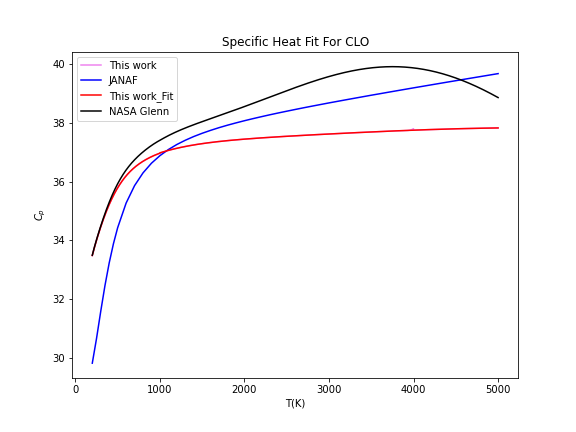 Specific Heat Fit For CLO
This work
JANAF
This work_Fit
NASA Glenn
40
38
36
34
32
30
Cₚ
0
1000
2000
3000
4000
5000
T(K)